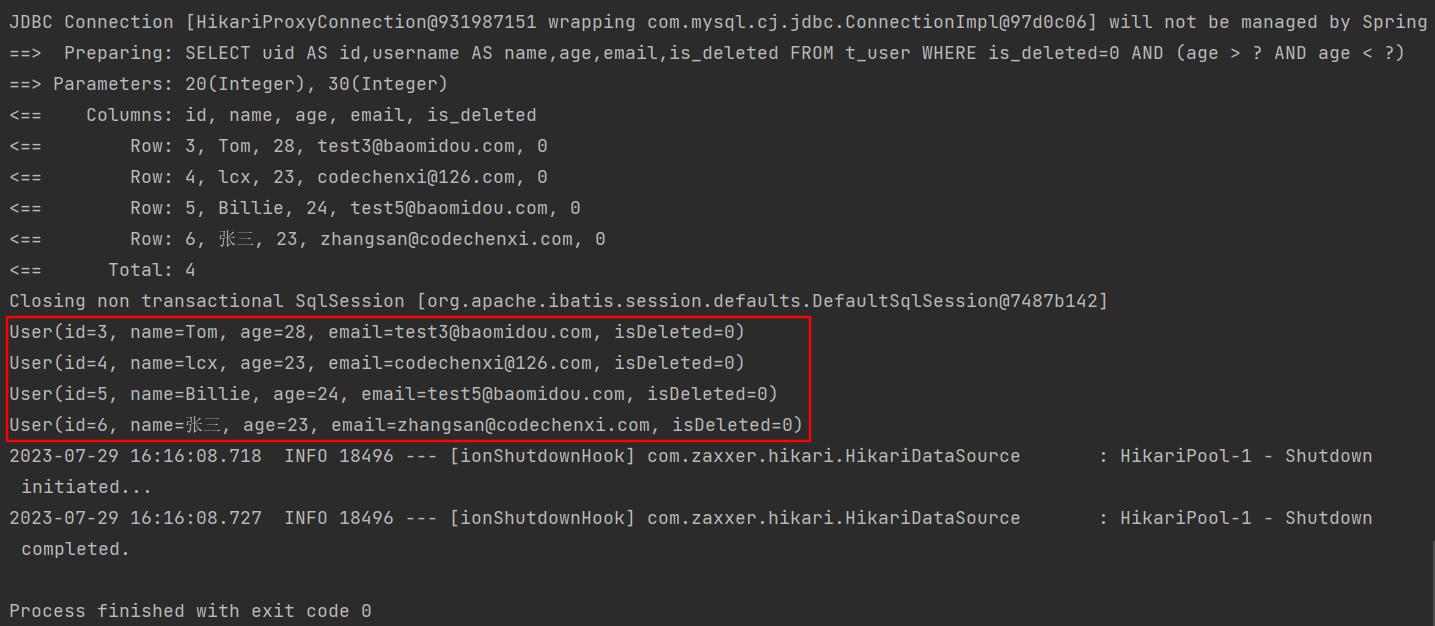 JDBC Connection [HikariProxyConnection@931987151 wrapping com.mysql.cj.jdbc.ConnectionImpl@97d0c06] will not be managed by Spring
==>  Preparing: SELECT uid AS id,username AS name,age,email,is_deleted FROM t_user WHERE is_deleted=0 AND (age > ? AND age < ?)
==> Parameters: 20(Integer), 30(Integer)
<==    Columns: id, name, age, email, is_deleted
<==        Row: 3, Tom, 28, test3@baomidou.com, 0
<==        Row: 4, lcx, 23, codechenxi@126.com, 0
<==        Row: 5, Billie, 24, test5@baomidou.com, 0
<==        Row: 6, 张三, 23, zhangsan@codechenxi.com, 0
<==      Total: 4
Closing non transactional SqlSession [org.apache.ibatis.session.defaults.DefaultSqlSession@7487b142]
User(id=3, name=Tom, age=28, email=test3@baomidou.com, isDeleted=0)
User(id=4, name=lcx, age=23, email=codechenxi@126.com, isDeleted=0)
User(id=5, name=Billie, age=24, email=test5@baomidou.com, isDeleted=0)
User(id=6, name=张三, age=23, email=zhangsan@codechenxi.com, isDeleted=0)
2023-07-29 16:16:08.718  INFO 18496 --- [ionShutdownHook] com.zaxxer.hikari.HikariDataSource       : HikariPool-1 - Shutdown
 initiated...
2023-07-29 16:16:08.727  INFO 18496 --- [ionShutdownHook] com.zaxxer.hikari.HikariDataSource       : HikariPool-1 - Shutdown
 completed.
Process finished with exit code 0